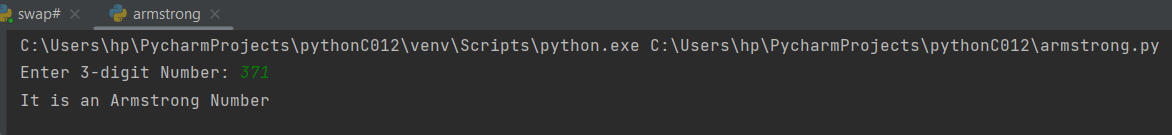 swap# armstrong
C:\Users\hp\PycharmProjects\pythonC012\venv\Scripts\python.exe C:\Users\hp\PycharmProjects\pythonC012\armstrong.py
Enter 3-digit Number: 371
It is an Armstrong Number